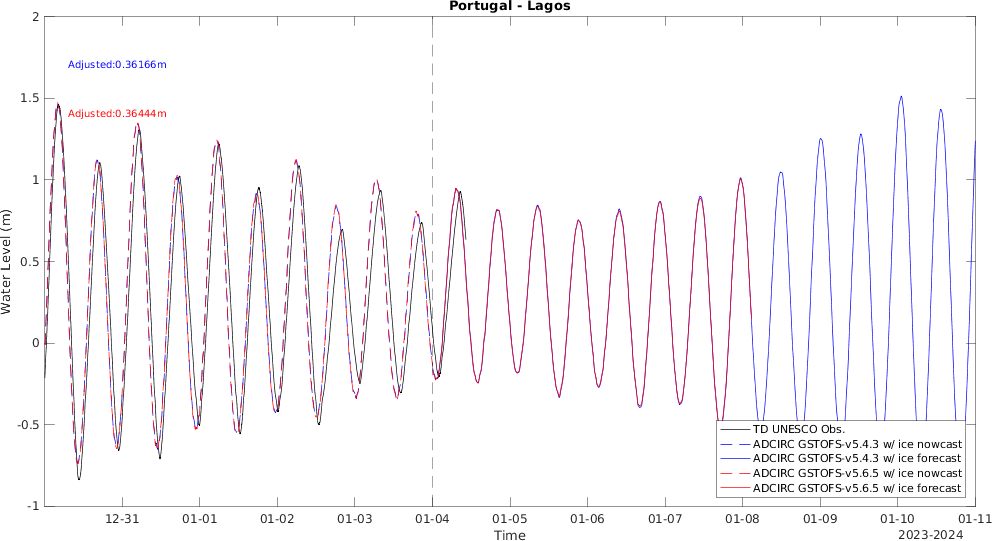 Portugal - Lagos
2
Adjusted:0.36166m
1.5
Adjusted:0.36444m
1
0.5
0
-0.5
-1
Water Level (m)
TD UNESCO Obs.
ADCIRC GSTOFS-v5.4.3 w/ ice nowcast
ADCIRC GSTOFS-v5.4.3 w/ ice forecast
ADCIRC GSTOFS-v5.6.5 w/ ice nowcast
ADCIRC GSTOFS-v5.6.5 w/ ice forecast
12-31 01-01 01-02 01-03 01-04 01-05 01-06 01-07 01-08 01-09 01-10 01-11
Time
2023-2024